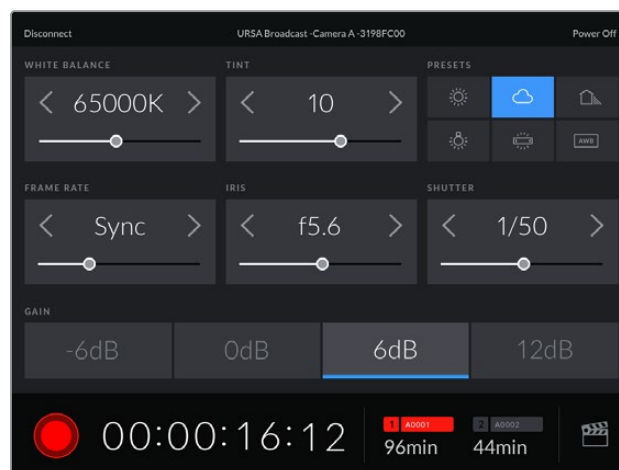 Disconnect URSA Broadcast -Camera A -3198FC00 Power Off
WHITE BALANCE TINT PRESETS
65000K 10
AWB
FRAME RATE IRIS SHUTTER
Sync f5.6 1/50
GAIN
-6dB 0dB 6dB 12dB
00:00:16:12
1 A0001 2 A0002
96min 44min